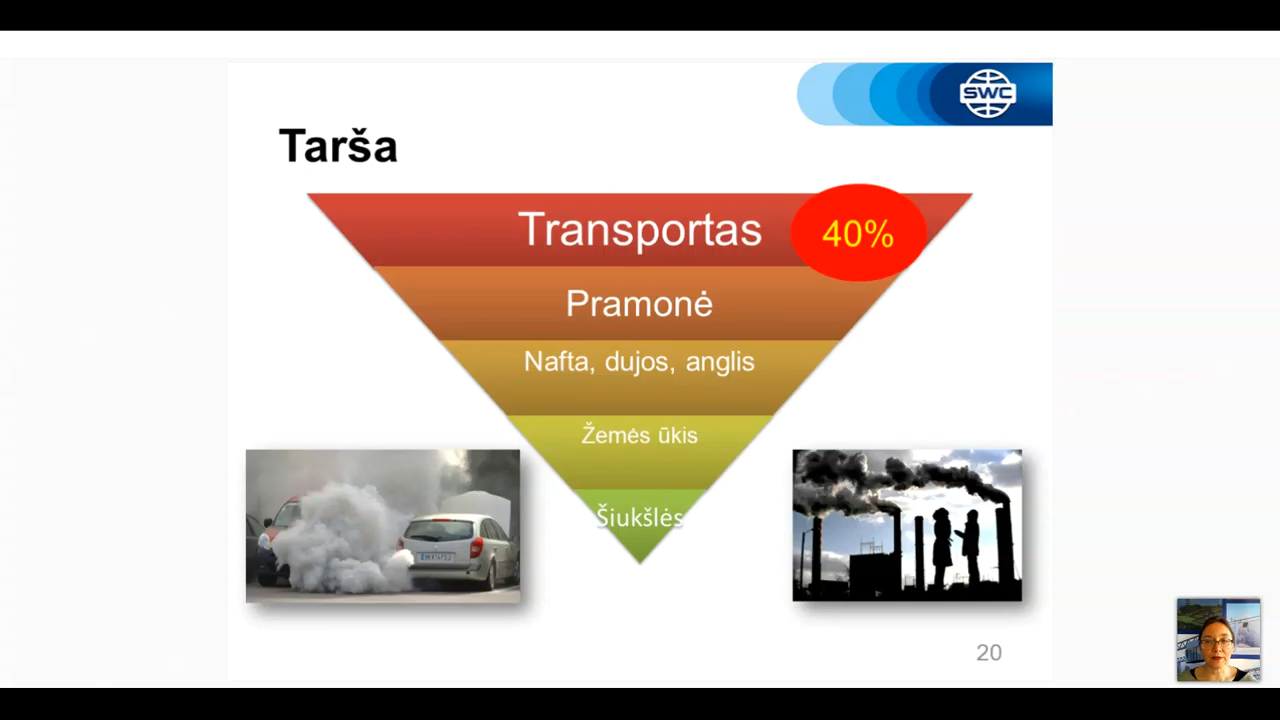 SWC
Tarša
Transportas
40%
Pramonė
Nafta, dujos, anglis
Žemės ūkis
Šiukšlės
20